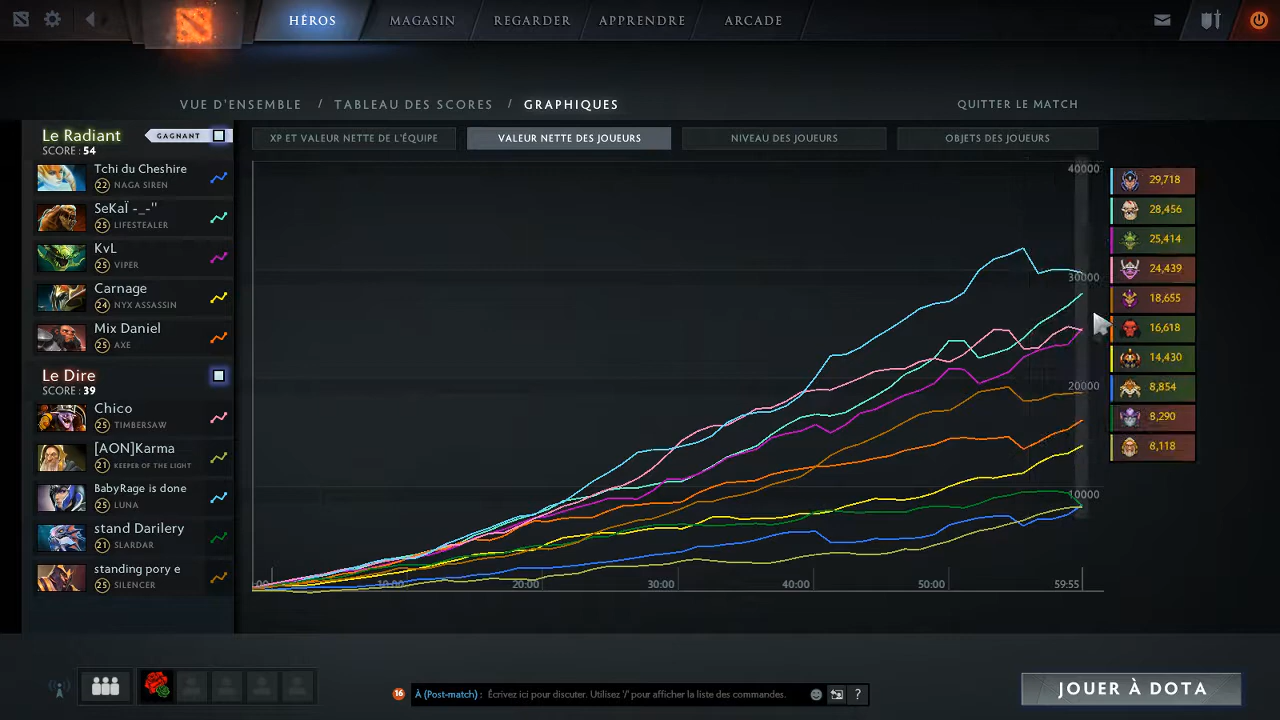 HÉROS
MAGASIN
REGARDER
APPRENDRE
ARCADE
VUE D'ENSEMBLE / TABLEAU DES SCORES / GRAPHIQUES
QUITTER LE MATCH
Le Radiant
GAGNANT
SCORE : 54
XP ET VALEUR NETTE DE L'ÉQUIPE
VALEUR NETTE DES JOUEURS
NIVEAU DES JOUEURS
OBJETS DES JOUEURS
Tchi du Cheshire
22 NAGA SIREN
SeKaÏ -_-"
25 LIFESTEALER
KvL
25 VIPER
Carnage
24 NYX ASSASSIN
Mix Daniel
25 AXE
Le Dire
SCORE : 39
Chico
25 TIMBERSAW
[AON]Karma
21 KEEPER OF THE LIGHT
BabyRage is done
25 LUNA
stand Darilery
21 SLARDAR
standing pory e
25 SILENCER
40000
30000
20000
10000
:00
10:00
20:00
30:00
40:00
50:00
59:55
29,718
28,456
25,414
24,439
18,655
16,618
14,430
8,854
8,290
8,118
16
À (Post-match) : Écrivez ici pour discuter. Utilisez '/' pour afficher la liste des commandes.
?
JOUER À DOTA